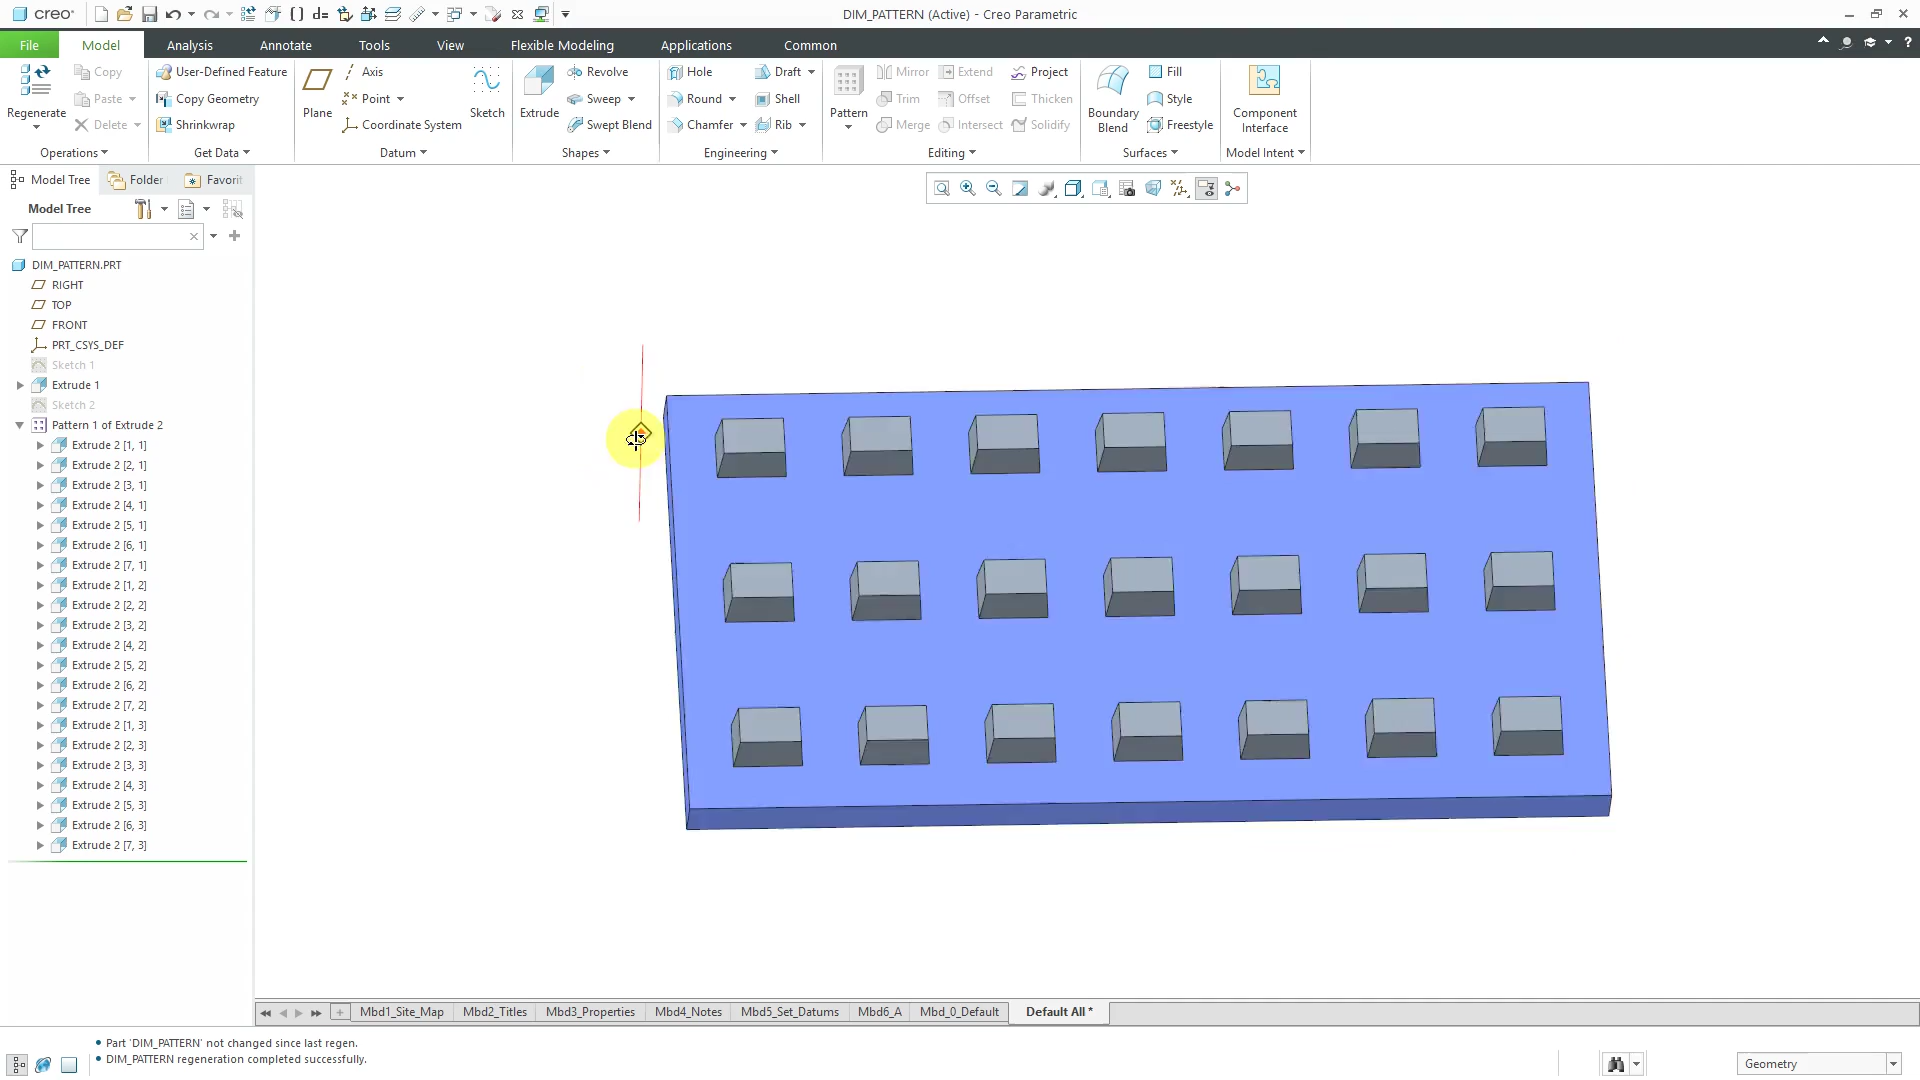 creo DIM_PATTERN (Active) - Creo Parametric
File Model Analysis Annotate Tools View Flexible Modeling Applications Common
Copy User-Defined Feature Axis Revolve Hole Draft Mirror Extend Project Fill
Regenerate Paste Copy Geometry Plane Point Sketch Extrude Sweep Round Shell Pattern Trim Offset Thicken Boundary Blend Style Component Interface
Delete Shrinkwrap Coordinate System Swept Blend Chamfer Rib Merge Intersect Solidify Freestyle
Operations Get Data Datum Shapes Engineering Editing Surfaces Model Intent
Model Tree Folder Favorit
Model Tree
DIM_PATTERN.PRT
RIGHT
TOP
FRONT
PRT_CSYS_DEF
Sketch 1
Extrude 1
Sketch 2
Pattern 1 of Extrude 2
Extrude 2 [1, 1]
Extrude 2 [2, 1]
Extrude 2 [3, 1]
Extrude 2 [4, 1]
Extrude 2 [5, 1]
Extrude 2 [6, 1]
Extrude 2 [7, 1]
Extrude 2 [1, 2]
Extrude 2 [2, 2]
Extrude 2 [3, 2]
Extrude 2 [4, 2]
Extrude 2 [5, 2]
Extrude 2 [6, 2]
Extrude 2 [7, 2]
Extrude 2 [1, 3]
Extrude 2 [2, 3]
Extrude 2 [3, 3]
Extrude 2 [4, 3]
Extrude 2 [5, 3]
Extrude 2 [6, 3]
Extrude 2 [7, 3]
Mbd1_Site_Map Mbd2_Titles Mbd3_Properties Mbd4_Notes Mbd5_Set_Datums Mbd6_A Mbd_0_Default Default All *
• Part 'DIM_PATTERN' not changed since last regen.
• DIM_PATTERN regeneration completed successfully.
Geometry